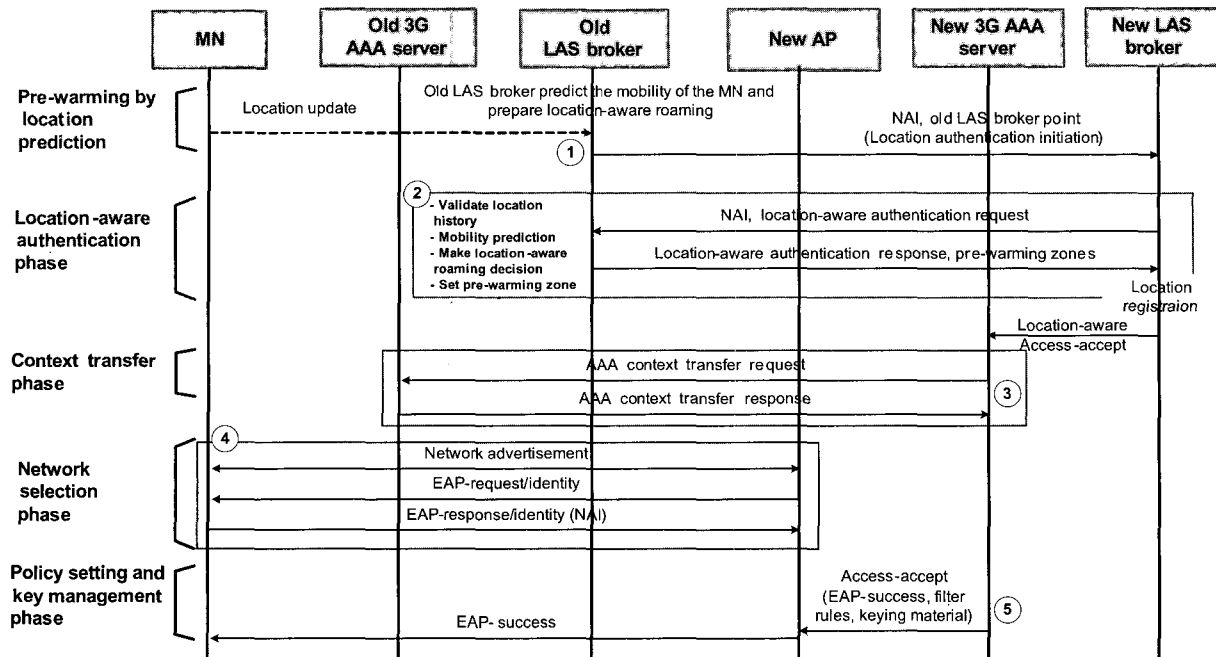 MN
Old 3G
AAA server
Old
LAS broker
New AP
New 3G AAA
server
New LAS
broker
Pre-warming by
location
prediction
Location update
Old LAS broker predict the mobility of the MN and
prepare location-aware roaming
NAI, old LAS broker point
(Location authentication initiation)
1
2
Location-aware
authentication
phase
- Validate location
history
- Mobility prediction
- Make location-aware
roaming decision
- Set pre-warming zone
NAI, location-aware authentication request
Location-aware authentication response, pre-warming zones
Location
registraion
Location-aware
Access-accept
Context transfer
phase
AAA context transfer request
AAA context transfer response
3
4
Network
selection
phase
Network advertisement
EAP-request/identity
EAP-response/identity (NAI)
Policy setting and
key management
phase
Access-accept
(EAP-success, filter
rules, keying material)
5
EAP- success